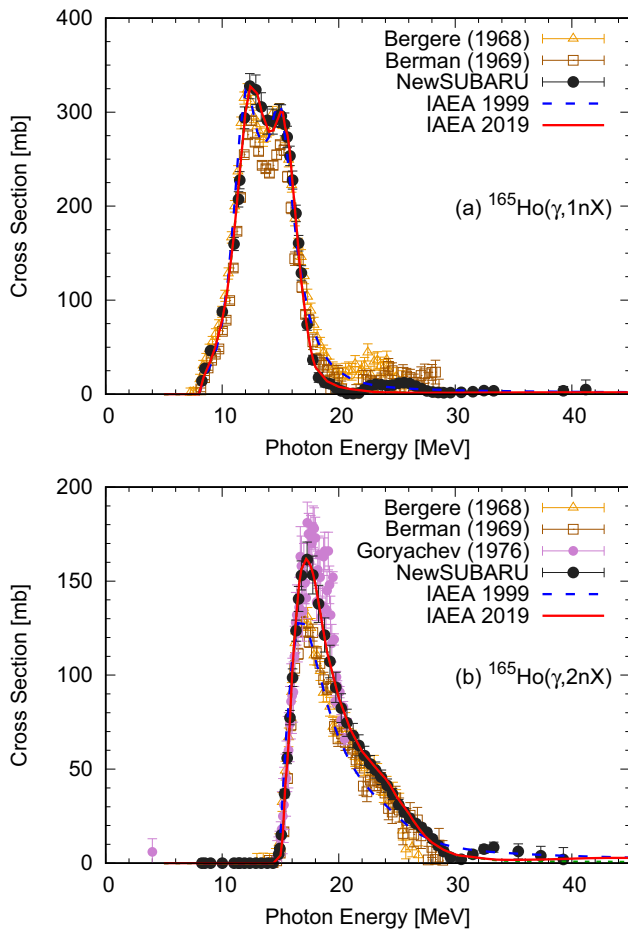 400
300
200
100
0
Cross Section [mb]
Bergere (1968)
Berman (1969)
NewSUBARU
IAEA 1999
IAEA 2019
(a) ¹⁶⁵Ho(γ,1nX)
0 10 20 30 40
Photon Energy [MeV]
200
150
100
50
0
Cross Section [mb]
Bergere (1968)
Berman (1969)
Goryachev (1976)
NewSUBARU
IAEA 1999
IAEA 2019
(b) ¹⁶⁵Ho(γ,2nX)
0 10 20 30 40
Photon Energy [MeV]